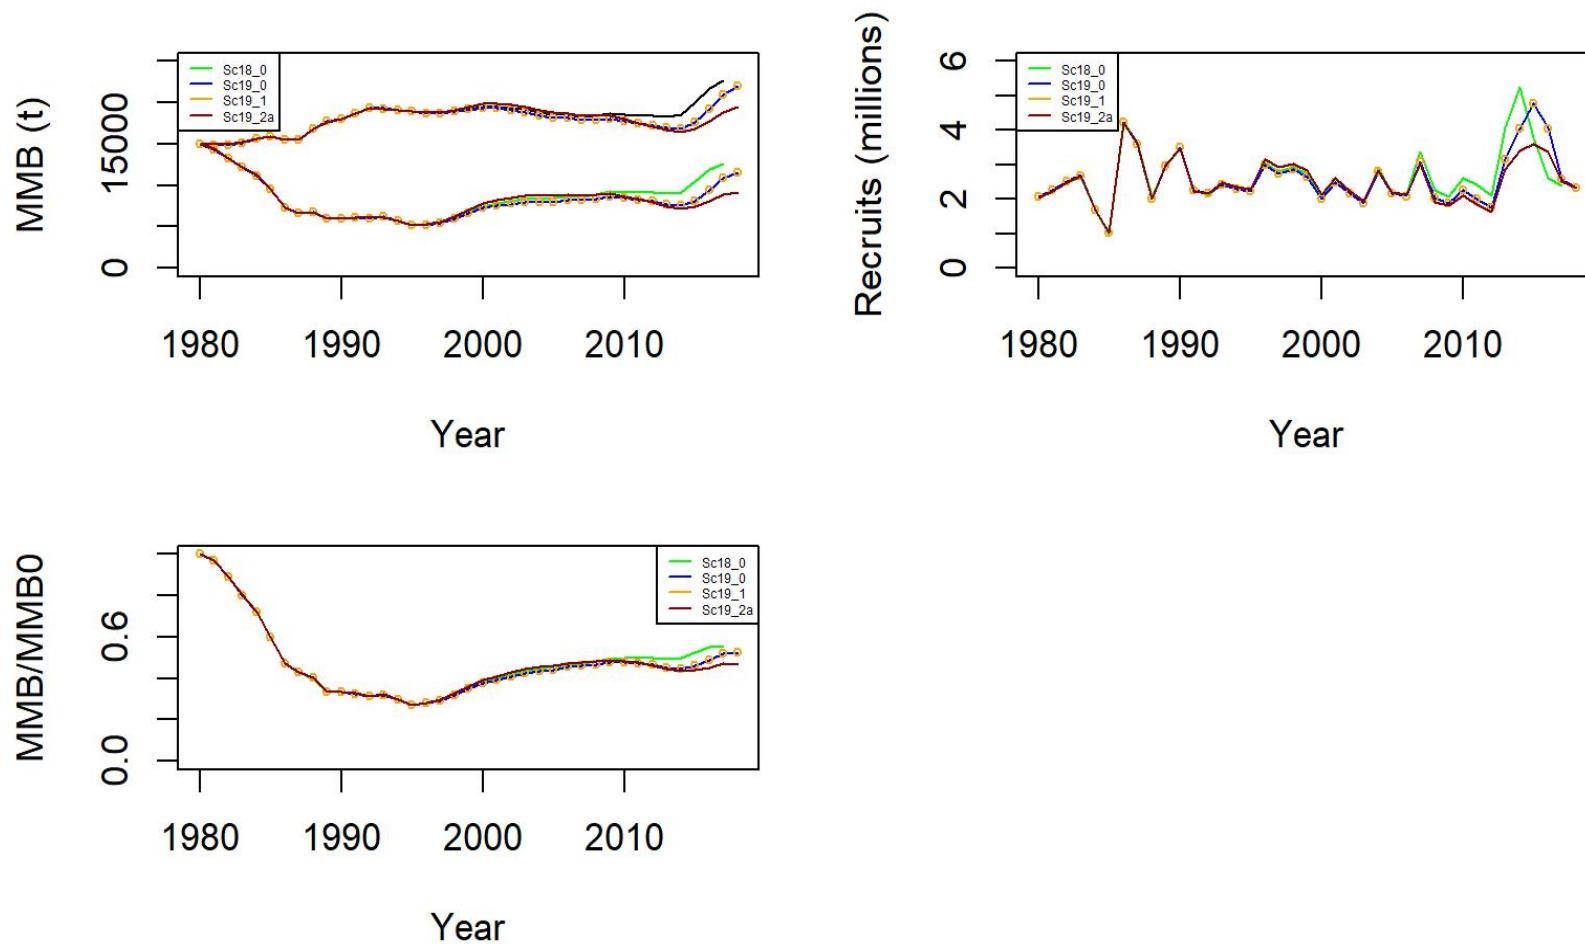 MMB (t)
15000
0
Sc18_0
Sc19_0
Sc19_1
Sc19_2a
1980 1990 2000 2010
Year
Recruits (millions)
6
4
2
0
Sc18_0
Sc19_0
Sc19_1
Sc19_2a
1980 1990 2000 2010
Year
MMB/MMB0
0.6
0.0
Sc18_0
Sc19_0
Sc19_1
Sc19_2a
1980 1990 2000 2010
Year